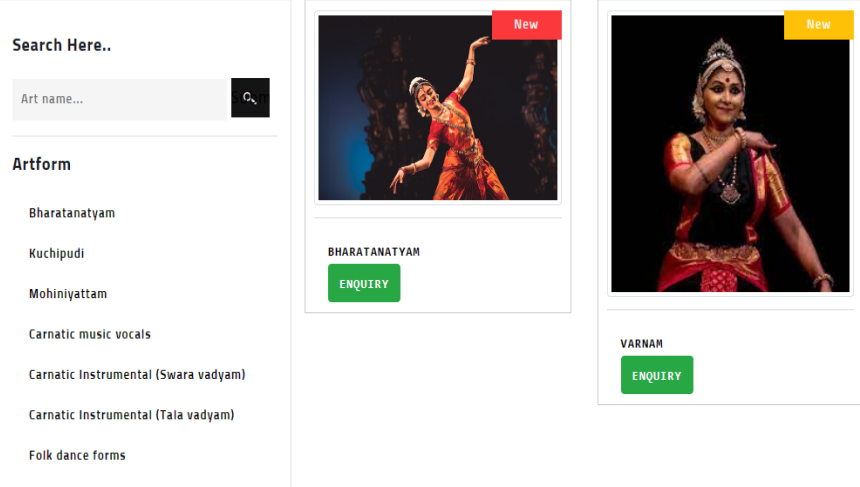 Search Here..
Art name...
Artform
Bharatanatyam
Kuchipudi
Mohiniyattam
Carnatic music vocals
Carnatic Instrumental (Swara vadyam)
Carnatic Instrumental (Tala vadyam)
Folk dance forms
New
BHARATANATYAM
ENQUIRY
New
VARNAM
ENQUIRY